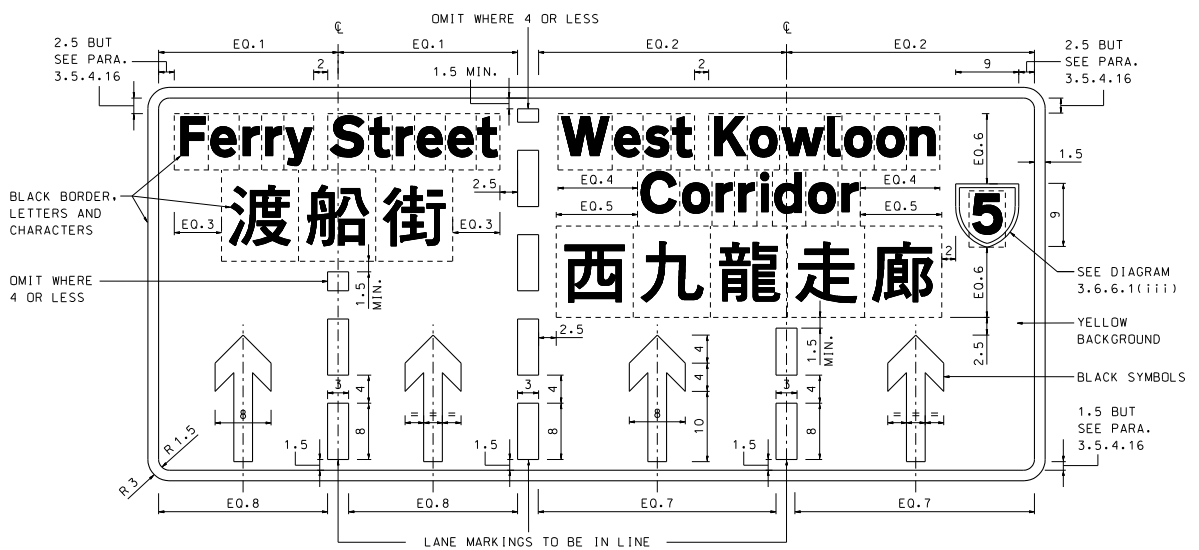 OMIT WHERE 4 OR LESS
℄
℄
2.5 BUT
SEE PARA.
3.5.4.16
EQ.1
EQ.1
EQ.2
EQ.2
2
1.5 MIN.
2
9
2.5 BUT
SEE PARA.
3.5.4.16
Ferry Street
West Kowloon
Corridor
渡船街
西九龍走廊
5
EQ.6
1.5
9
EQ.6
2.5
2
EQ.4
EQ.4
EQ.5
EQ.5
2.5
EQ.3
EQ.3
BLACK BORDER,
LETTERS AND
CHARACTERS
OMIT WHERE
4 OR LESS
1.5
MIN.
2.5
SEE DIAGRAM
3.6.6.1(iii)
YELLOW
BACKGROUND
BLACK SYMBOLS
1.5
MIN.
4
4
10
8
3
4
8
= = =
3
4
8
8
3
4
8
= = =
1.5 BUT
SEE PARA.
3.5.4.16
R 1.5
R 3
1.5
1.5
1.5
EQ.8
EQ.8
EQ.7
EQ.7
LANE MARKINGS TO BE IN LINE